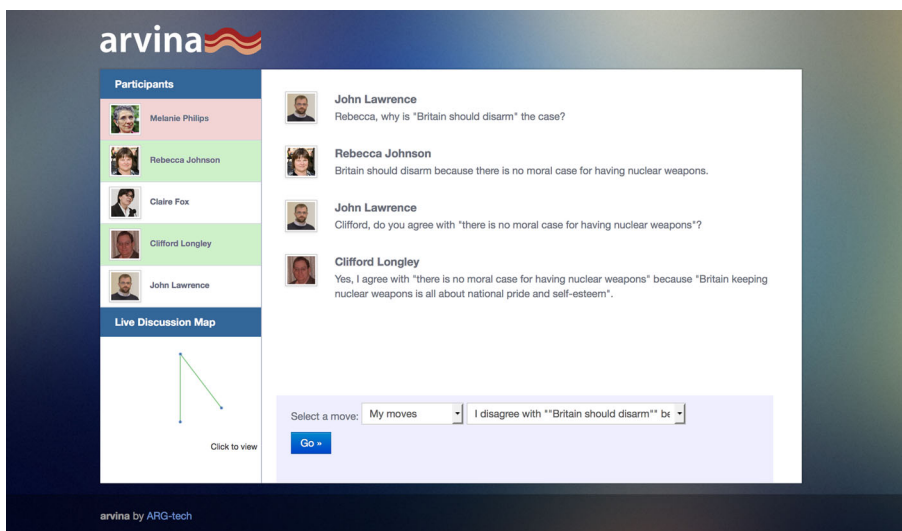 arvina
Participants
Melanie Philips
Rebecca Johnson
Claire Fox
Clifford Longley
John Lawrence
Live Discussion Map
Click to view
John Lawrence
Rebecca, why is "Britain should disarm" the case?
Rebecca Johnson
Britain should disarm because there is no moral case for having nuclear weapons.
John Lawrence
Clifford, do you agree with "there is no moral case for having nuclear weapons"?
Clifford Longley
Yes, I agree with "there is no moral case for having nuclear weapons" because "Britain keeping
nuclear weapons is all about national pride and self-esteem".
Select a move: My moves I disagree with ""Britain should disarm"" be
Go »
arvina by ARG-tech